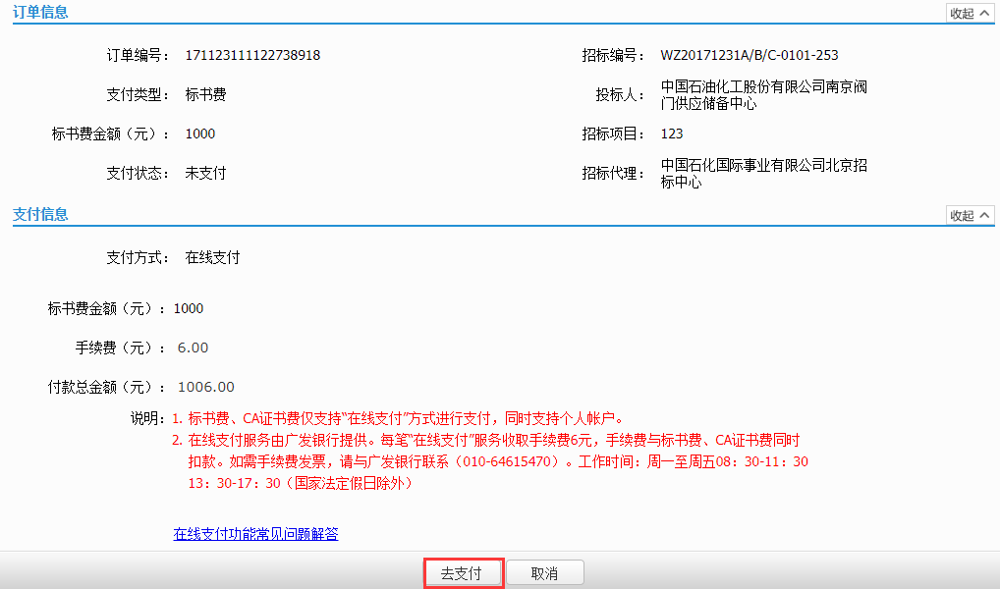 订单信息
收起
订单编号： 171123111122738918
招标编号： WZ20171231A/B/C-0101-253
支付类型： 标书费
投标人： 中国石油化工股份有限公司南京阀
门供应储备中心
标书费金额（元）： 1000
招标项目： 123
支付状态： 未支付
招标代理： 中国石化国际事业有限公司北京招
标中心
支付信息
收起
支付方式： 在线支付
标书费金额（元）: 1000
手续费（元）: 6.00
付款总金额（元）: 1006.00
说明: 1. 标书费、CA证书费仅支持“在线支付”方式进行支付，同时支持个人帐户。
2. 在线支付服务由广发银行提供。每笔“在线支付”服务收取手续费6元，手续费与标书费、CA证书费同时
扣款。如需手续费发票，请与广发银行联系（010-64615470）。工作时间：周一至周五08：30-11：30
13：30-17：30（国家法定假日除外）
在线支付功能常见问题解答
去支付
取消